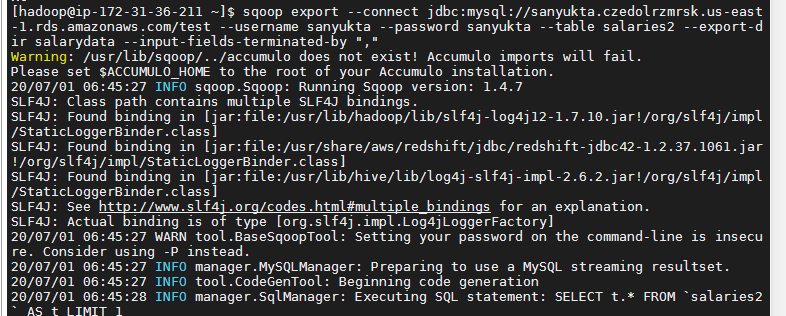 [hadoop@ip-172-31-36-211 ~]$ sqoop export --connect jdbc:mysql://sanyukta.czedolrzmrsk.us-east
-1.rds.amazonaws.com/test --username sanyukta --password sanyukta --table salaries2 --export-d
ir salarydata --input-fields-terminated-by ","
Warning: /usr/lib/sqoop/../accumulo does not exist! Accumulo imports will fail.
Please set $ACCUMULO_HOME to the root of your Accumulo installation.
20/07/01 06:45:27 INFO sqoop.Sqoop: Running Sqoop version: 1.4.7
SLF4J: Class path contains multiple SLF4J bindings.
SLF4J: Found binding in [jar:file:/usr/lib/hadoop/lib/slf4j-log4j12-1.7.10.jar!/org/slf4j/impl
/StaticLoggerBinder.class]
SLF4J: Found binding in [jar:file:/usr/share/aws/redshift/jdbc/redshift-jdbc42-1.2.37.1061.jar
!/org/slf4j/impl/StaticLoggerBinder.class]
SLF4J: Found binding in [jar:file:/usr/lib/hive/lib/log4j-slf4j-impl-2.6.2.jar!/org/slf4j/impl
/StaticLoggerBinder.class]
SLF4J: See http://www.slf4j.org/codes.html#multiple_bindings for an explanation.
SLF4J: Actual binding is of type [org.slf4j.impl.Log4jLoggerFactory]
20/07/01 06:45:27 WARN tool.BaseSqoopTool: Setting your password on the command-line is insecu
re. Consider using -P instead.
20/07/01 06:45:27 INFO manager.MySQLManager: Preparing to use a MySQL streaming resultset.
20/07/01 06:45:27 INFO tool.CodeGenTool: Beginning code generation
20/07/01 06:45:28 INFO manager.SqlManager: Executing SQL statement: SELECT t.* FROM `salaries2
` AS t LIMIT 1